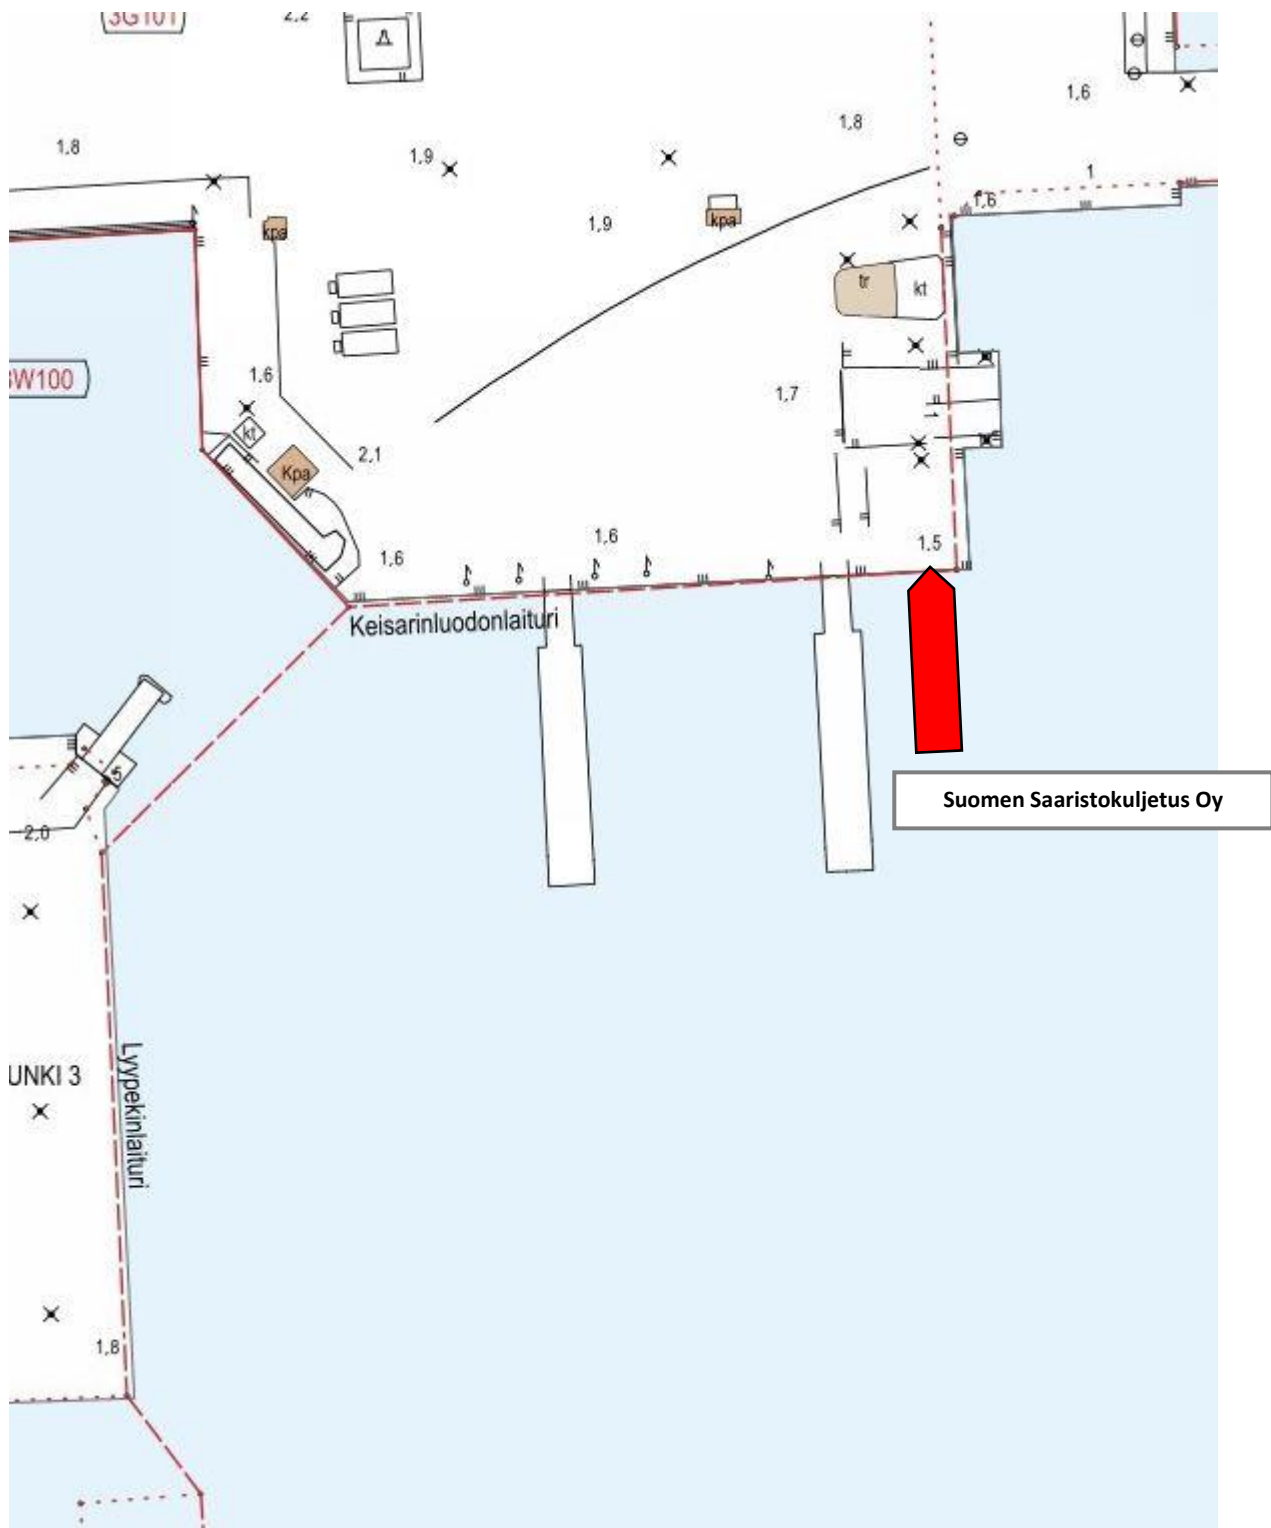 3G101
2,2
1,6
1,8
1,8
1,9
1
1,6
kpa
kpa
1,9
tr
kt
W100
1,6
1,7
kt
2,1
Kpa
1,6
1,6
1,5
Keisarinluodonlaituri
Suomen Saaristokuljetus Oy
2,0
UNKI 3
Lyypekinlaituri
1,8